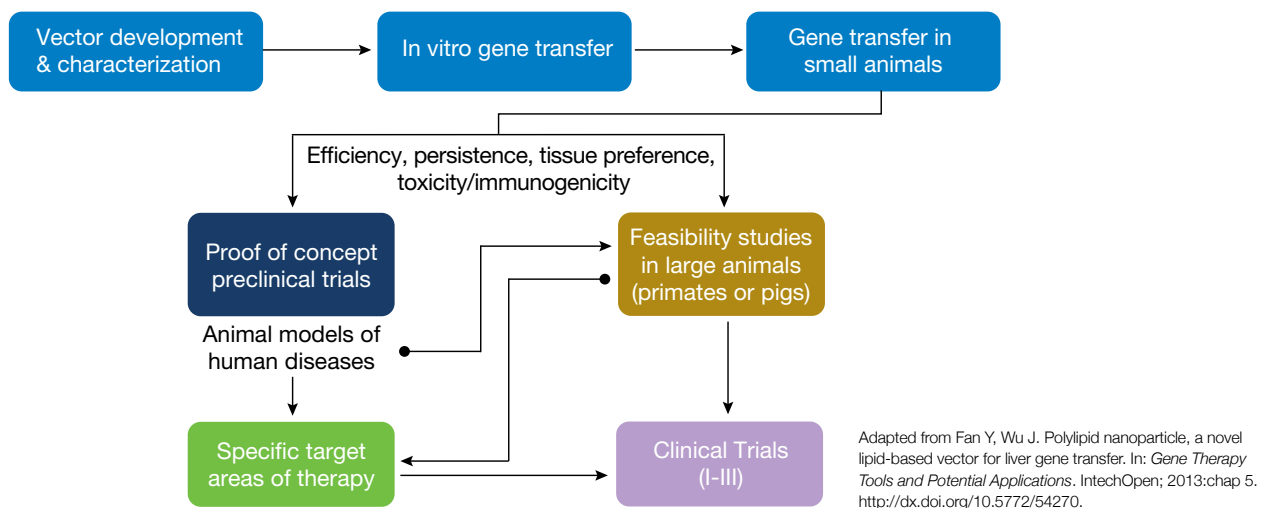 Vector development
& characterization
In vitro gene transfer
Gene transfer in
small animals
Efficiency, persistence, tissue preference,
toxicity/immunogenicity
Proof of concept
preclinical trials
Feasibility studies
in large animals
(primates or pigs)
Animal models of
human diseases
Specific target
areas of therapy
Clinical Trials
(I-III)
Adapted from Fan Y, Wu J. Polylipid nanoparticle, a novel
lipid-based vector for liver gene transfer. In: Gene Therapy
Tools and Potential Applications. IntechOpen; 2013:chap 5.
http://dx.doi.org/10.5772/54270.